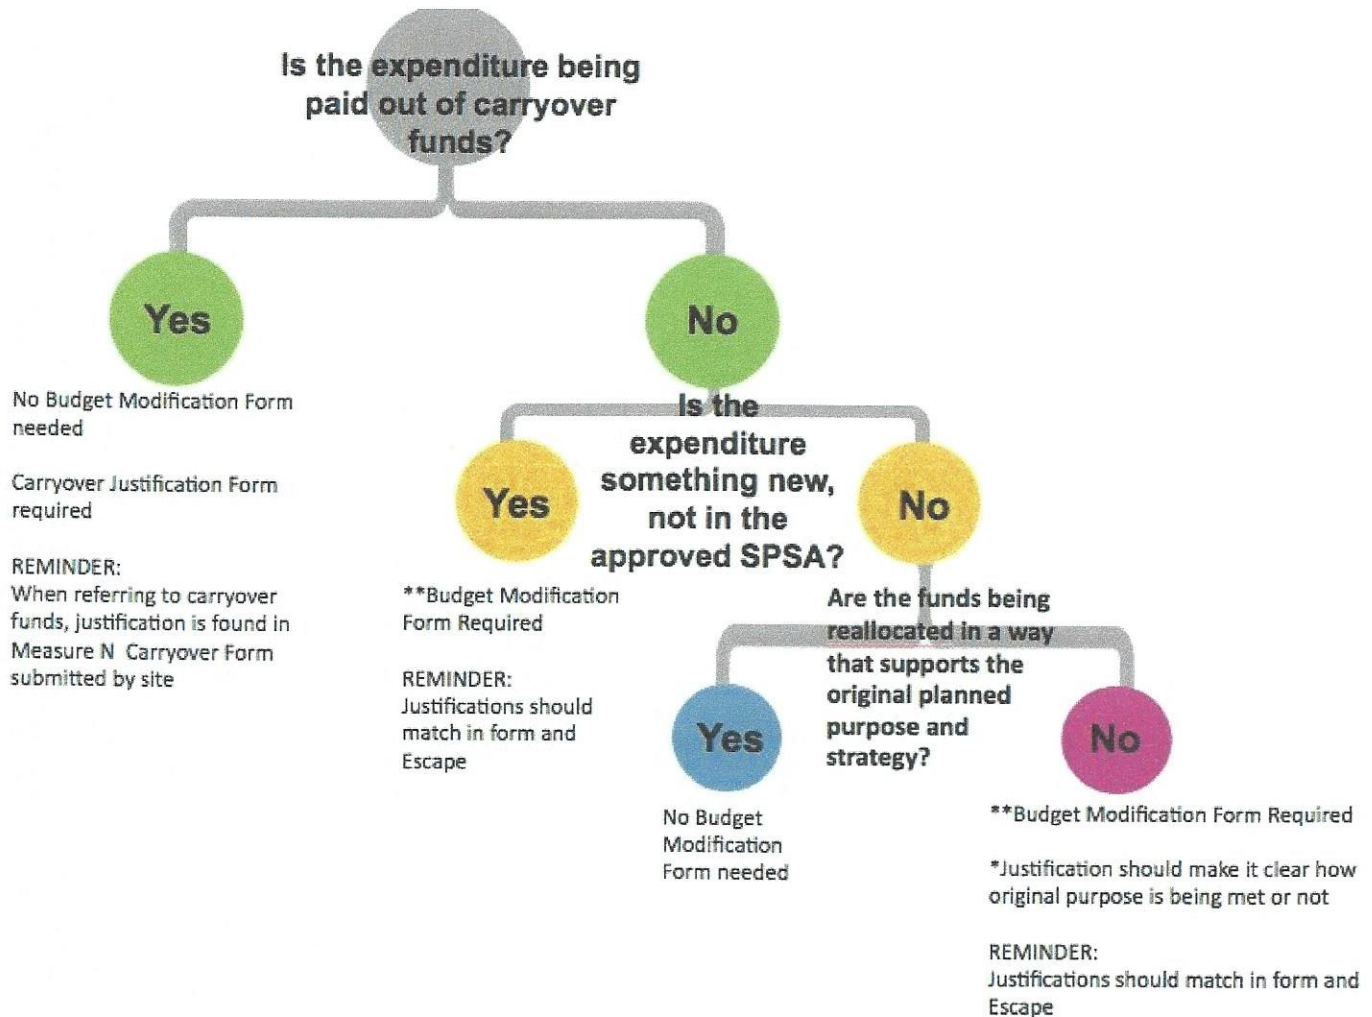 Is the expenditure being
paid out of carryover
funds?
Yes
No
No Budget Modification Form
needed
Carryover Justification Form
required
REMINDER:
When referring to carryover
funds, justification is found in
Measure N Carryover Form
submitted by site
Is the
expenditure
something new,
not in the
approved SPSA?
Yes
No
**Budget Modification
Form Required
REMINDER:
Justifications should
match in form and
Escape
Are the funds being
reallocated in a way
that supports the
original planned
purpose and
strategy?
Yes
No
No Budget
Modification
Form needed
**Budget Modification Form Required
*Justification should make it clear how
original purpose is being met or not
REMINDER:
Justifications should match in form and
Escape